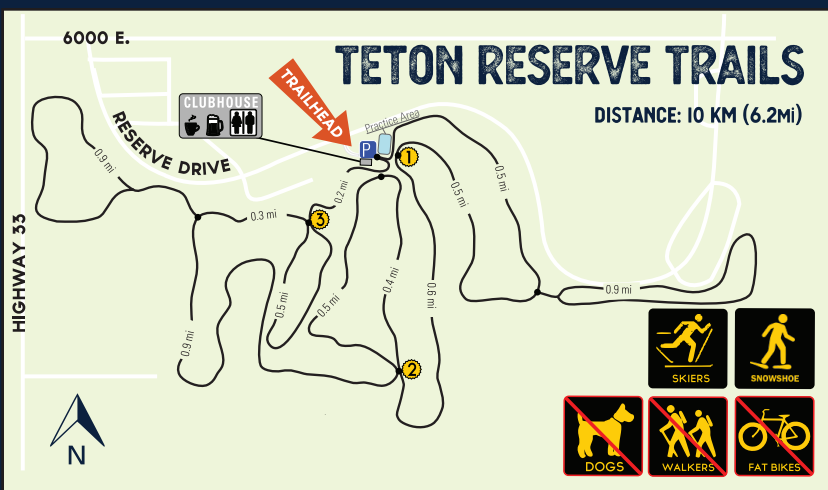 6000 E.
TETON RESERVE TRAILS
DISTANCE: 10 KM (6.2Mi)
TRAILHEAD
CLUBHOUSE
Practice Area
P
RESERVE DRIVE
HIGHWAY 33
1
0.9 mi
0.2 mi
0.5 mi
0.5 mi
3
0.3 mi
0.4 mi
0.6 mi
0.9 mi
0.5 mi
0.5 mi
0.9 mi
2
SKIERS
SNOWSHOE
DOGS
WALKERS
FAT BIKES
N